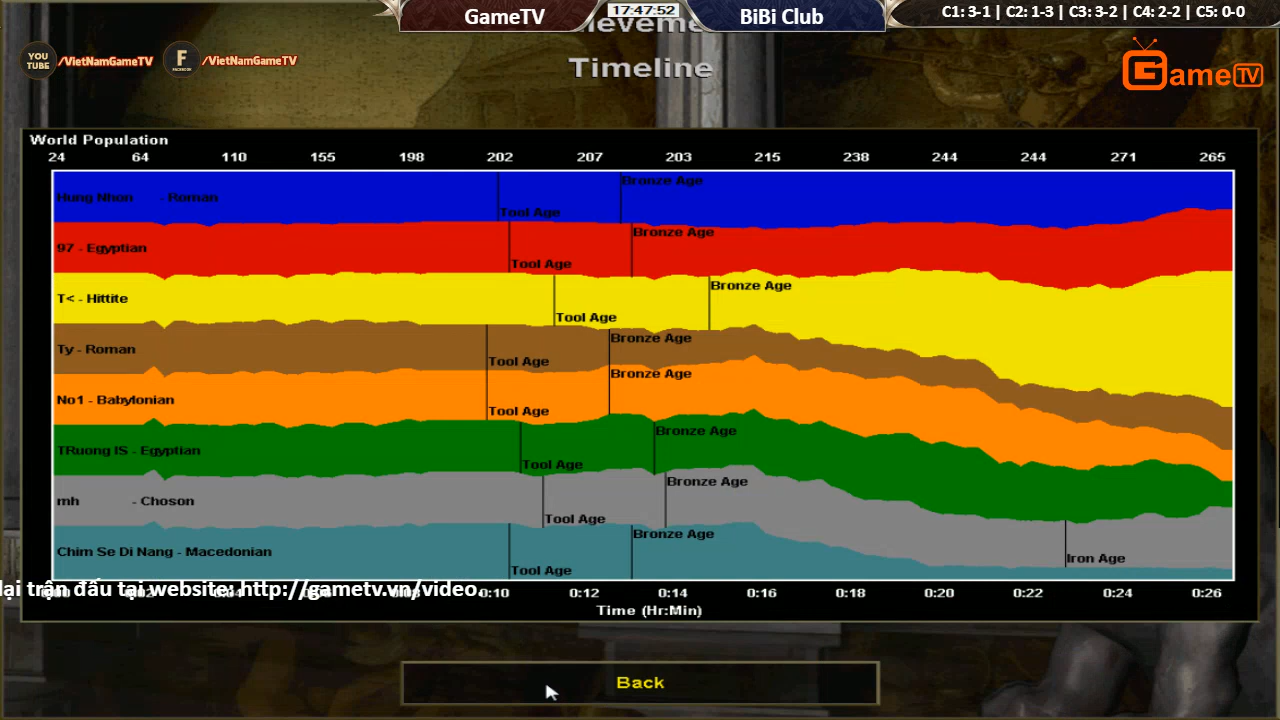 GameTV
17:47:52
BiBi Club
C1: 3-1 | C2: 1-3 | C3: 3-2 | C4: 2-2 | C5: 0-0
YOU TUBE /VietNamGameTV
F FACEBOOK /VietNamGameTV
GameTV
Timeline
World Population
24 64 110 155 198 202 207 203 215 238 244 244 271 265
Hung Nhon - Roman
Tool Age
Bronze Age
97 - Egyptian
Tool Age
Bronze Age
T< - Hittite
Tool Age
Bronze Age
Ty - Roman
Tool Age
Bronze Age
No1 - Babylonian
Tool Age
Bronze Age
TRuong IS - Egyptian
Tool Age
Bronze Age
mh - Choson
Tool Age
Bronze Age
Iron Age
Chim Se Di Nang - Macedonian
Tool Age
Bronze Age
lại trận đấu tại website: http://gametv.vn/video.
0:10 0:12 0:14 0:16 0:18 0:20 0:22 0:24 0:26
Time (Hr:Min)
Back